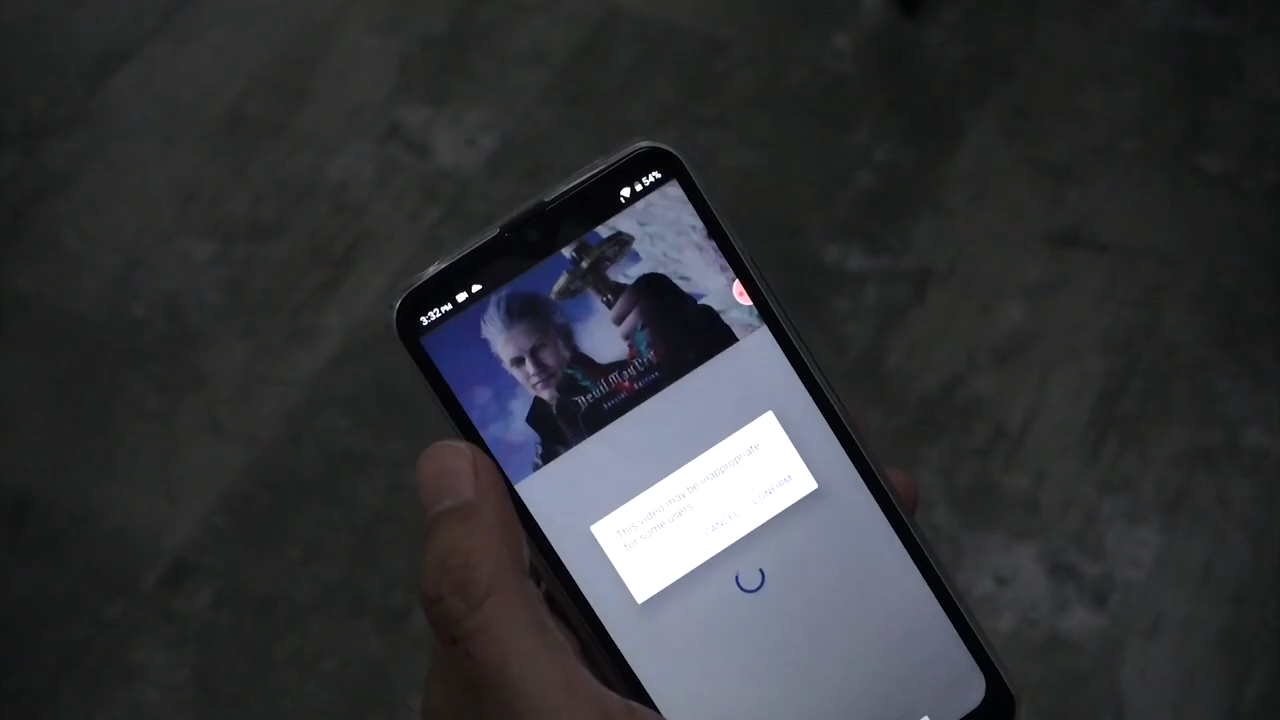 3:32 PM
54%
Devil May Cry
Special Edition
This video may be inappropriate
for some users.
CANCEL CONFIRM